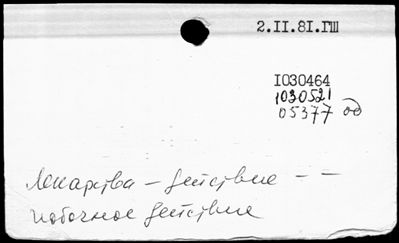 2.II.81.ГШ
I030464
1030521
05377 од
Лекарства – действие – –
побочное действие